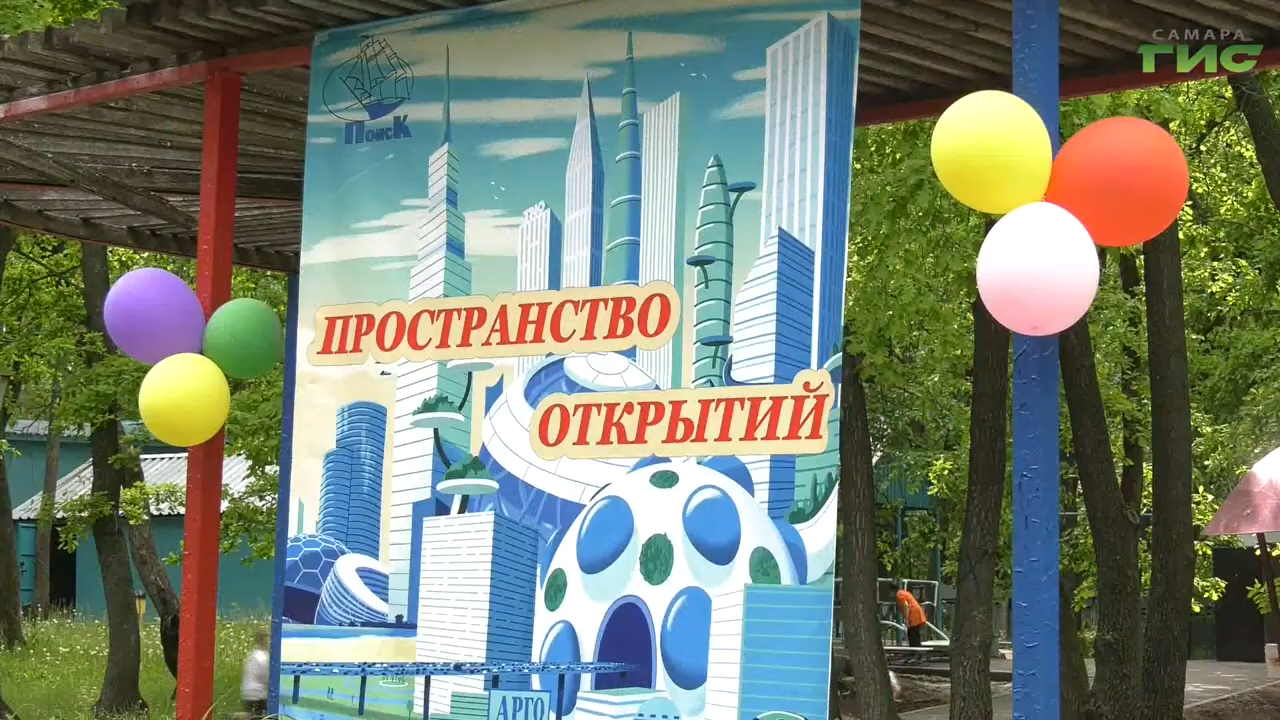 САМАРА
ГИС
ПоисК
ПРОСТРАНСТВО
ОТКРЫТИЙ
АРГО